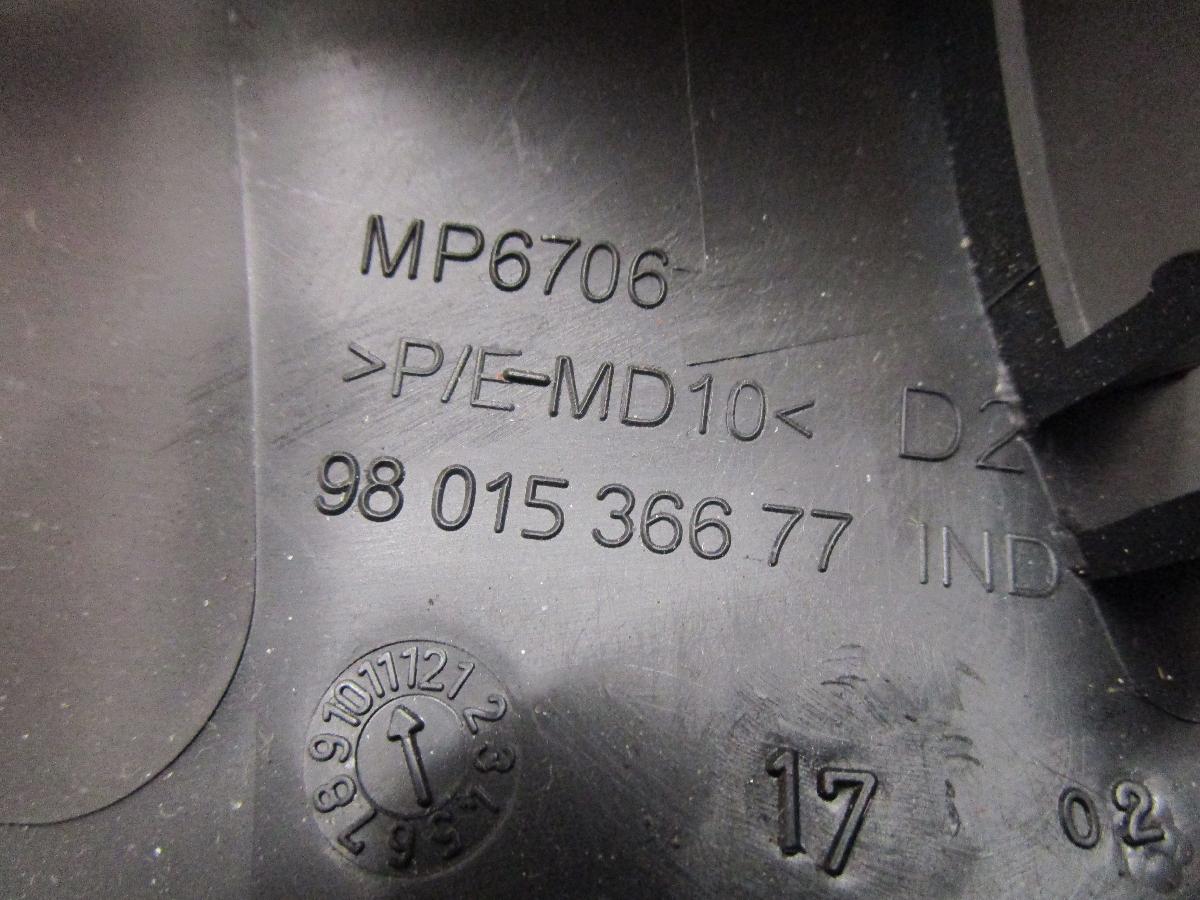 MP6706
>P/E-MD10< D2
98 015 366 77 IND
1 2 3 4 5 6 7 8 9 10 11 12
17 02